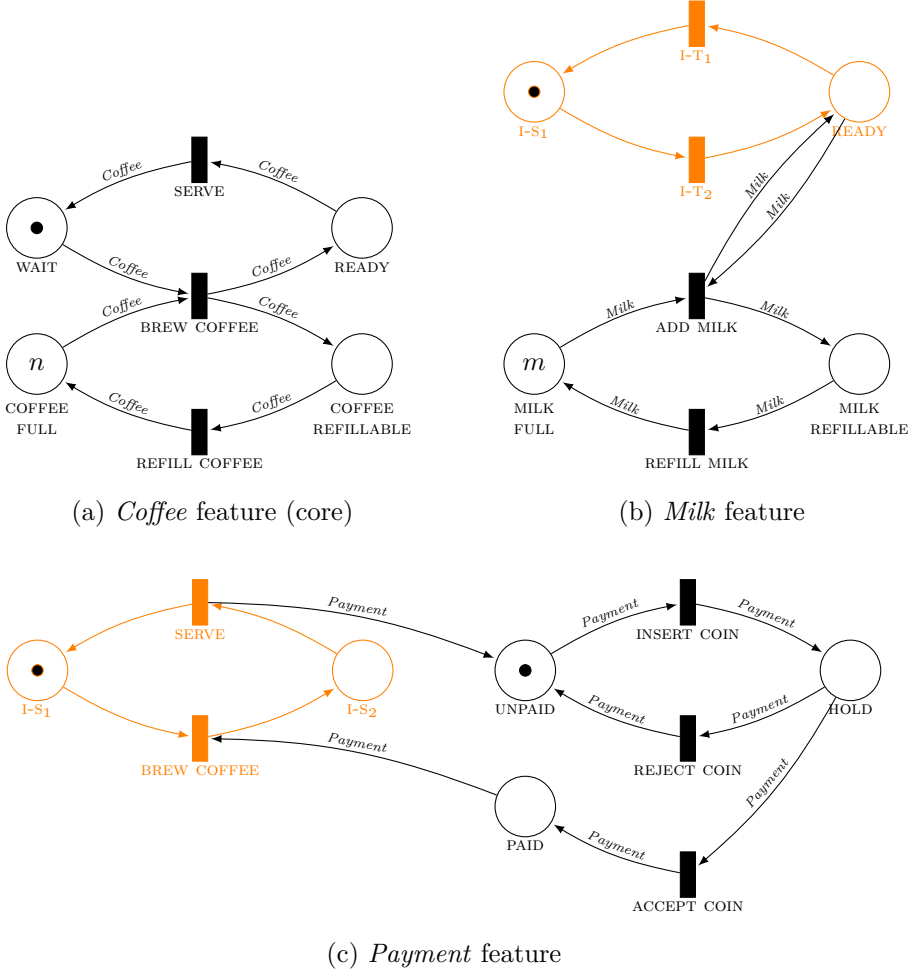 I-T1
I-S1
READY
I-T2
Milk
Milk
Coffee
Coffee
SERVE
WAIT
READY
Coffee
Coffee
Coffee
Coffee
BREW COFFEE
n
COFFEE
FULL
COFFEE
REFILLABLE
Coffee
Coffee
REFILL COFFEE
(a) Coffee feature (core)
Milk
Milk
ADD MILK
m
MILK
FULL
MILK
REFILLABLE
Milk
Milk
REFILL MILK
(b) Milk feature
SERVE
I-S1
I-S2
BREW COFFEE
Payment
Payment
Payment
Payment
INSERT COIN
UNPAID
HOLD
Payment
Payment
REJECT COIN
Payment
PAID
Payment
ACCEPT COIN
(c) Payment feature